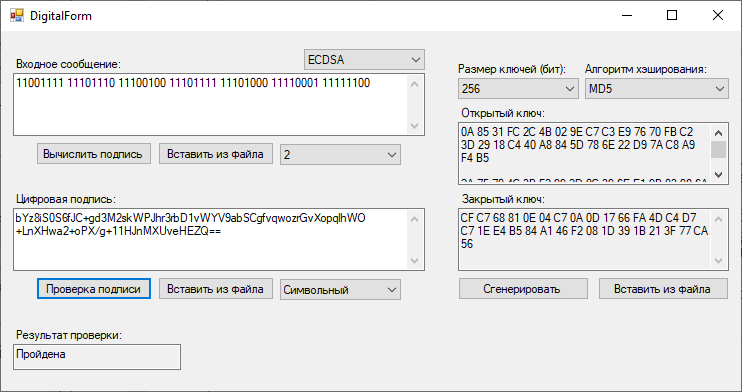 DigitalForm
Входное сообщение:
ECDSA
11001111 11101110 11100100 11101111 11101000 11110001 11111100
Вычислить подпись
Вставить из файла
2
Цифровая подпись:
bYz8iS0S6fJC+gd3M2skWPJhr3rbD1vWYV9abSCgfvqwozrGvXopqIhWO
+LnXHwa2+oPX/g+11HJnMXUveHEZQ==
Проверка подписи
Вставить из файла
Символьный
Результат проверки:
Пройдена
Размер ключей (бит):
Алгоритм хэширования:
256
MD5
Открытый ключ:
0A 85 31 FC 2C 4B 02 9E C7 C3 E9 76 70 FB C2
3D 29 18 C4 40 A8 84 5D 78 6E 22 D9 7A C8 A9
F4 B5
Закрытый ключ:
CF C7 68 81 0E 04 C7 0A 0D 17 66 FA 4D C4 D7
C7 1E E4 B5 84 A1 46 F2 08 1D 39 1B 21 3F 77 CA
56
Сгенерировать
Вставить из файла